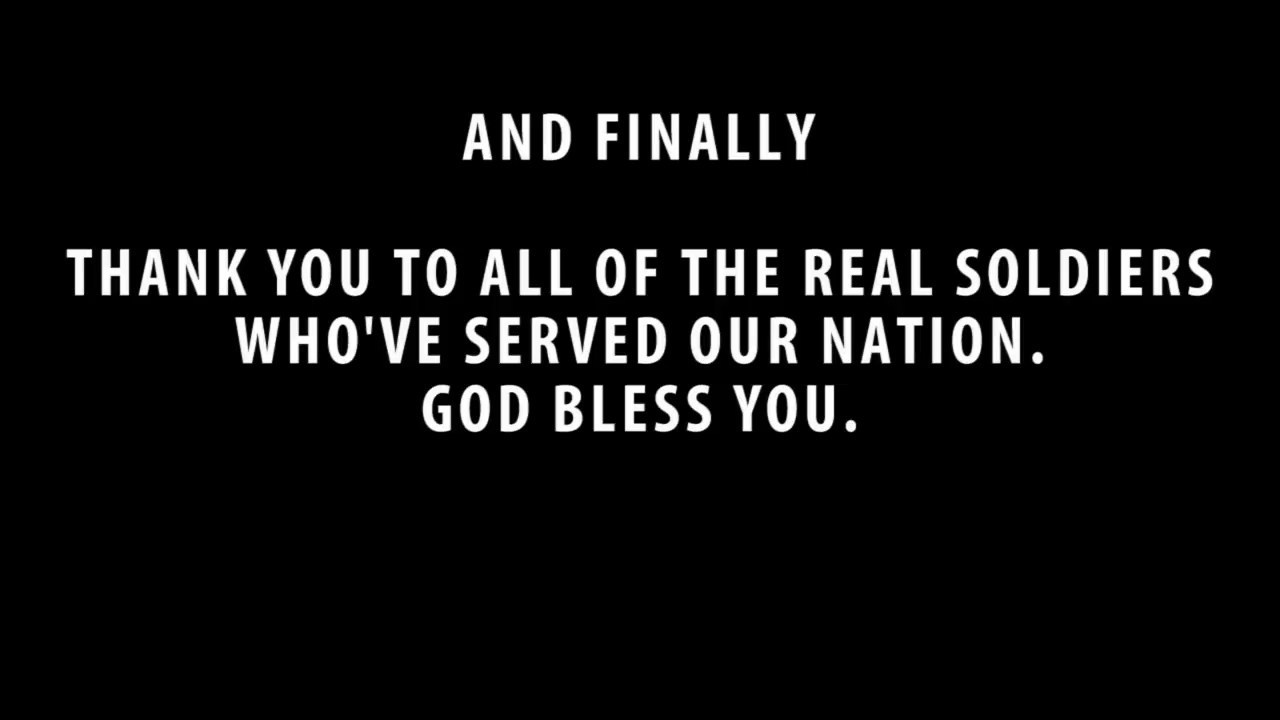 AND FINALLY
THANK YOU TO ALL OF THE REAL SOLDIERS
WHO'VE SERVED OUR NATION.
GOD BLESS YOU.